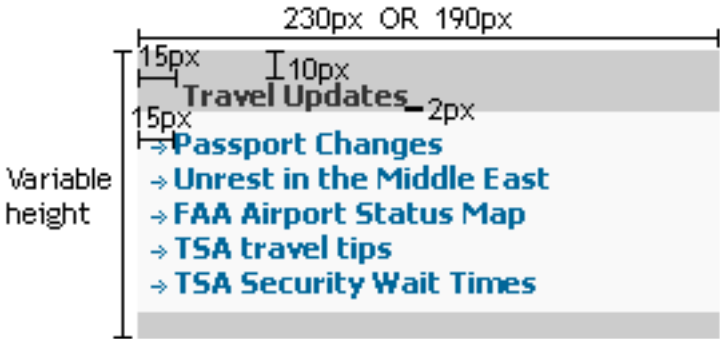 230px OR 190px
15px
10px
Travel Updates
2px
15px
→Passport Changes
Variable height
→Unrest in the Middle East
→FAA Airport Status Map
→TSA travel tips
→TSA Security Wait Times